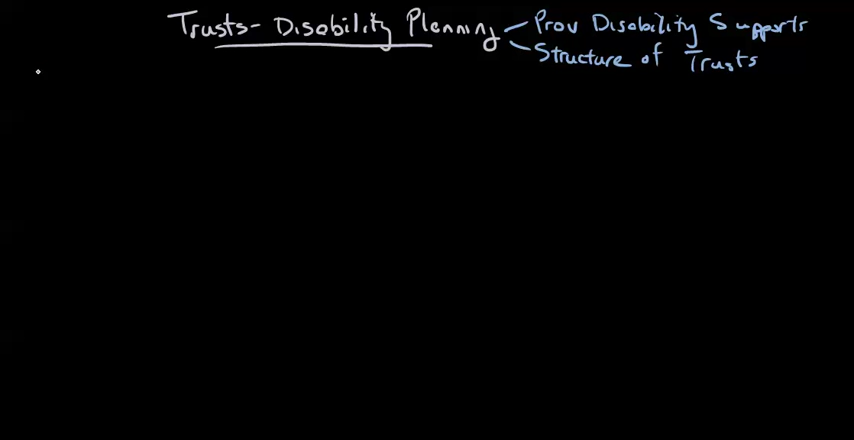 Trusts- Disability Planning
Prov Disability Supports
Structure of Trusts